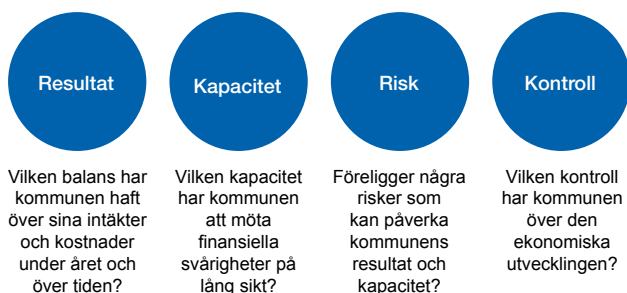 Resultat
Vilken balans har
kommunen haft
över sina intäkter
och kostnader
under året och
över tiden?
Kapacitet
Vilken kapacitet
har kommunen
att möta
finansiella
svårigheter på
lång sikt?
Risk
Föreligger några
risker som
kan påverka
kommunens
resultat och
kapacitet?
Kontroll
Vilken kontroll
har kommunen
över den
ekonomiska
utvecklingen?